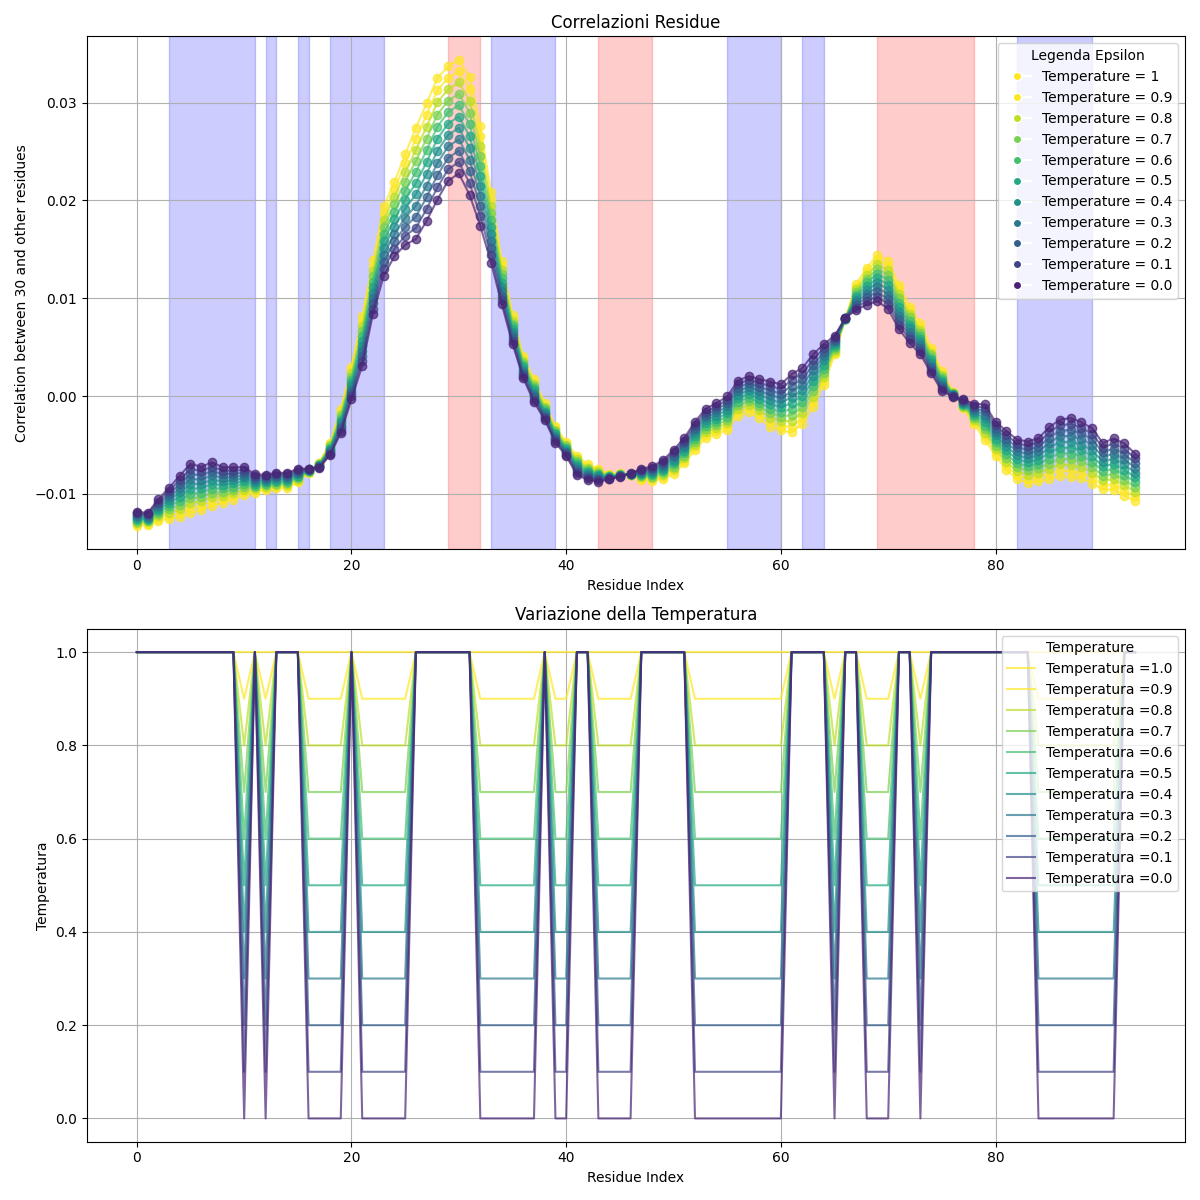 Correlazioni Residue
Correlation between 30 and other residues
0.03
0.02
0.01
0.00
−0.01
Legenda Epsilon
Temperature = 1
Temperature = 0.9
Temperature = 0.8
Temperature = 0.7
Temperature = 0.6
Temperature = 0.5
Temperature = 0.4
Temperature = 0.3
Temperature = 0.2
Temperature = 0.1
Temperature = 0.0
0 20 40 60 80
Residue Index
Variazione della Temperatura
Temperatura
1.0
0.8
0.6
0.4
0.2
0.0
Temperature
Temperatura =1.0
Temperatura =0.9
Temperatura =0.8
Temperatura =0.7
Temperatura =0.6
Temperatura =0.5
Temperatura =0.4
Temperatura =0.3
Temperatura =0.2
Temperatura =0.1
Temperatura =0.0
0 20 40 60 80
Residue Index